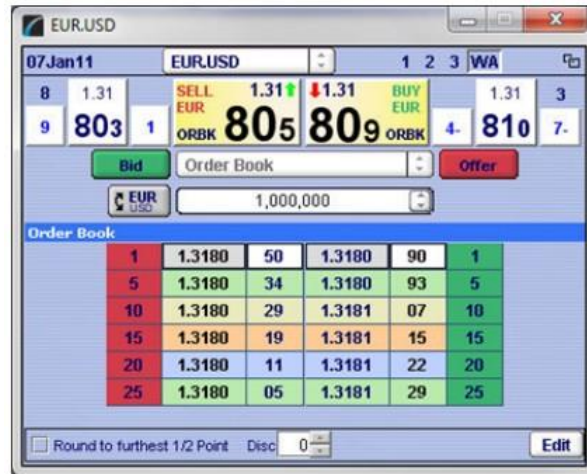 EUR.USD
07Jan11 EUR.USD 1 2 3 WA
8 1.31 SELL 1.31 1.31 BUY 1.31 3
EUR EUR
9 803 1 ORBK 805 809 ORBK 4- 810 7-
Bid Order Book Offer
EUR USD 1,000,000
Order Book
1 1.3180 50 1.3180 90 1
5 1.3180 34 1.3180 93 5
10 1.3180 29 1.3181 07 10
15 1.3180 19 1.3181 15 15
20 1.3180 11 1.3181 22 20
25 1.3180 05 1.3181 29 25
Round to furthest 1/2 Point Disc 0 Edit